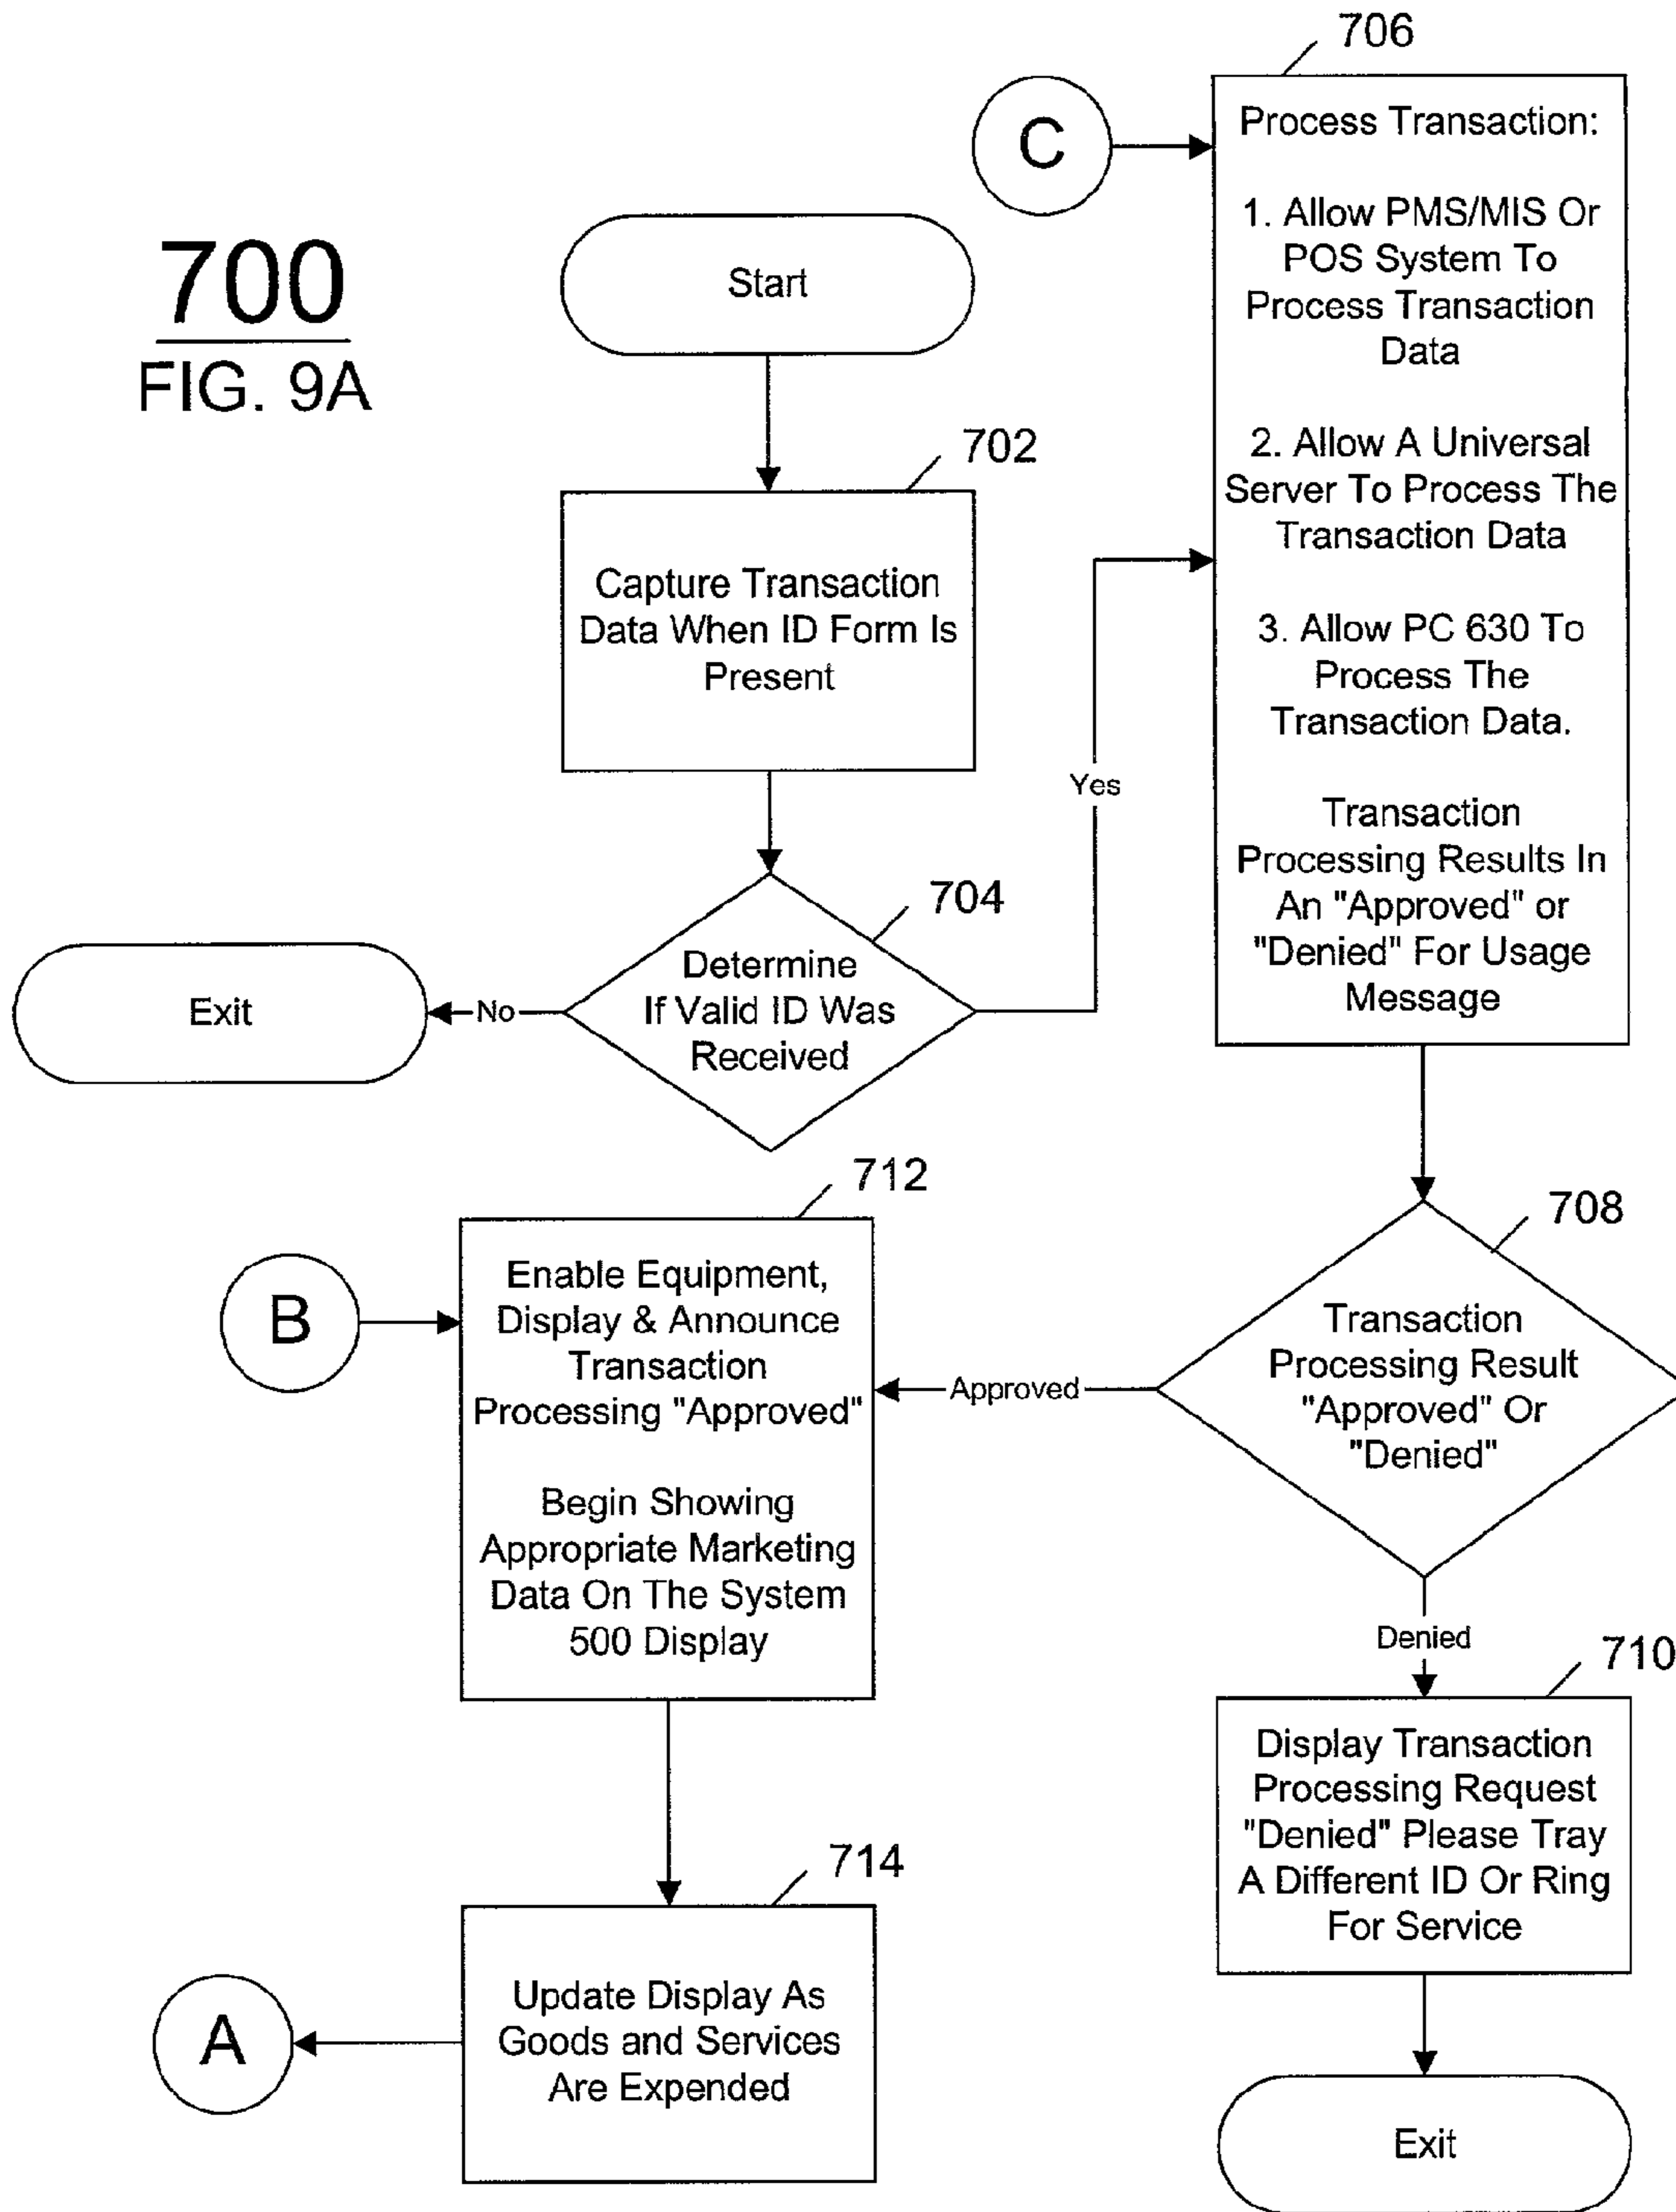 700
FIG. 9A
Start
702
Capture Transaction
Data When ID Form Is
Present
704
Determine
If Valid ID Was
Received
No
Exit
Yes
C
706
Process Transaction:
1. Allow PMS/MIS Or
POS System To
Process Transaction
Data
2. Allow A Universal
Server To Process The
Transaction Data
3. Allow PC 630 To
Process The
Transaction Data.
Transaction
Processing Results In
An "Approved" or
"Denied" For Usage
Message
708
Transaction
Processing Result
"Approved" Or
"Denied"
Approved
Denied
710
Display Transaction
Processing Request
"Denied" Please Tray
A Different ID Or Ring
For Service
Exit
B
712
Enable Equipment,
Display & Announce
Transaction
Processing "Approved"
Begin Showing
Appropriate Marketing
Data On The System
500 Display
714
Update Display As
Goods and Services
Are Expended
A